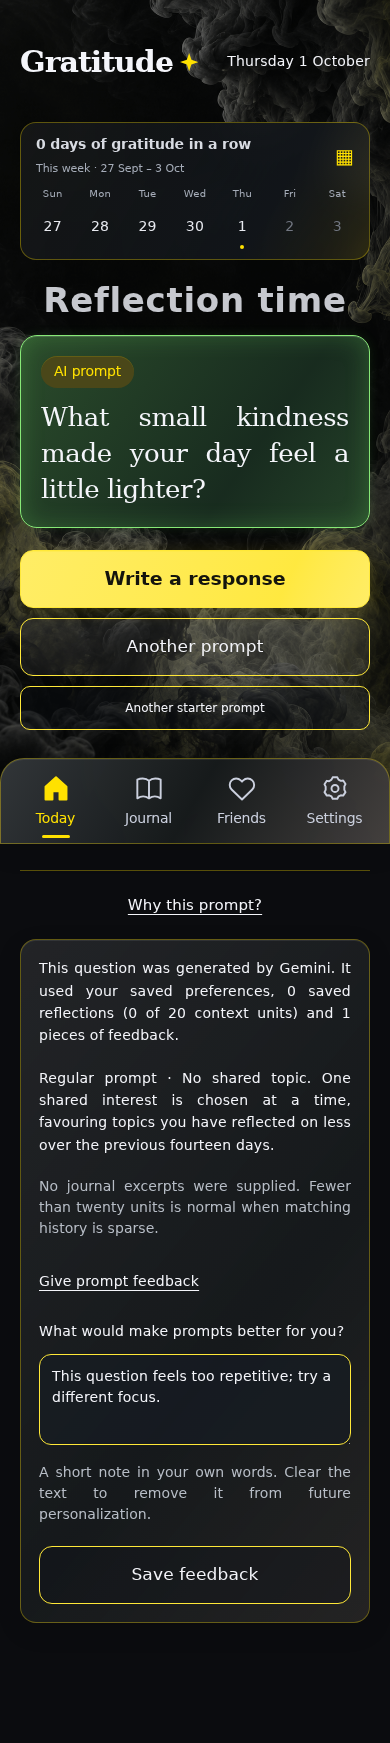 Gratitude
Thursday 1 October
0 days of gratitude in a row
This week · 27 Sept – 3 Oct
Sun Mon Tue Wed Thu Fri Sat
27 28 29 30 1 2 3
Reflection time
AI prompt
What small kindness
made your day feel a
little lighter?
Write a response
Another prompt
Another starter prompt
Today Journal Friends Settings
Why this prompt?
This question was generated by Gemini. It
used your saved preferences, 0 saved
reflections (0 of 20 context units) and 1
pieces of feedback.
Regular prompt · No shared topic. One
shared interest is chosen at a time,
favouring topics you have reflected on less
over the previous fourteen days.
No journal excerpts were supplied. Fewer
than twenty units is normal when matching
history is sparse.
Give prompt feedback
What would make prompts better for you?
This question feels too repetitive; try a
different focus.
A short note in your own words. Clear the
text to remove it from future
personalization.
Save feedback